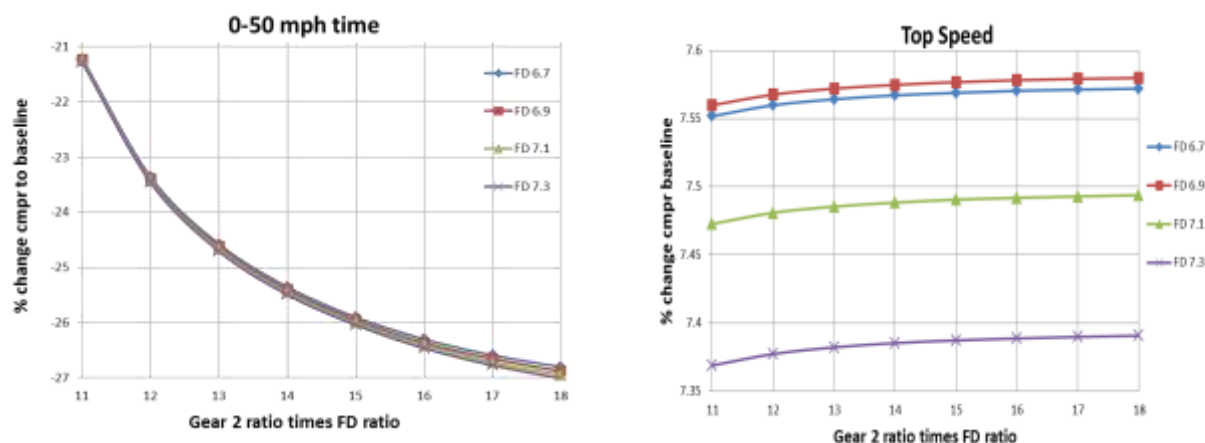 0-50 mph time
-21
-22
-23
-24
-25
-26
-27
11 12 13 14 15 16 17 18
% change cmpr to baseline
Gear 2 ratio times FD ratio
FD 6.7
FD 6.9
FD 7.1
FD 7.3
Top Speed
7.6
7.55
7.5
7.45
7.4
7.35
11 12 13 14 15 16 17 18
% change cmpr baseline
Gear 2 ratio times FD ratio
FD 6.7
FD 6.9
FD 7.1
FD 7.3